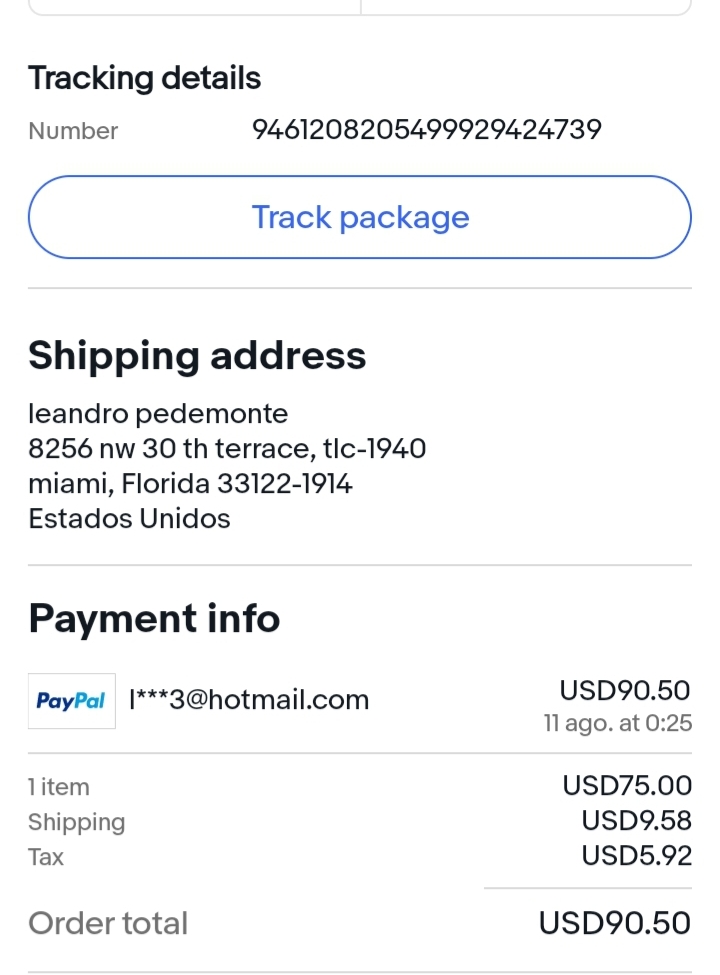 Tracking details
Number 9461208205499929424739
Track package
Shipping address
leandro pedemonte
8256 nw 30 th terrace, tlc-1940
miami, Florida 33122-1914
Estados Unidos
Payment info
PayPal l***3@hotmail.com USD90.50
11 ago. at 0:25
1 item USD75.00
Shipping USD9.58
Tax USD5.92
Order total USD90.50